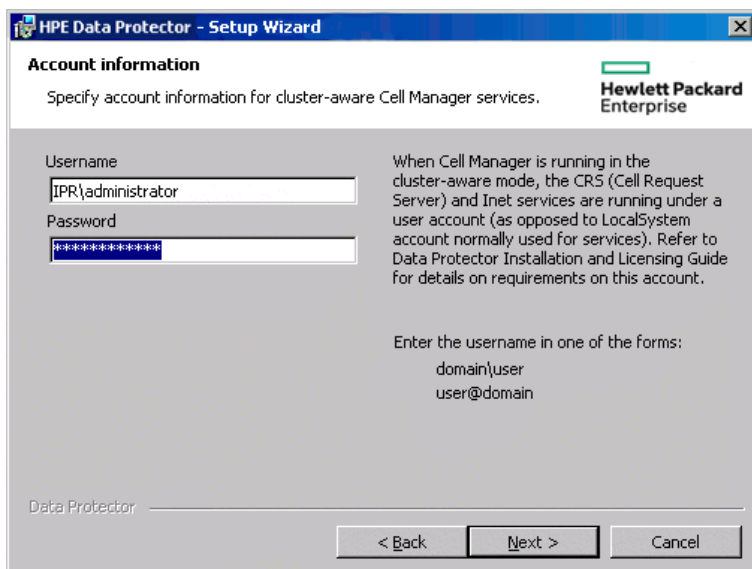 HPE Data Protector - Setup Wizard
Account information
Specify account information for cluster-aware Cell Manager services.
Hewlett Packard
Enterprise
Username
IPR\administrator
Password
*************
When Cell Manager is running in the
cluster-aware mode, the CRS (Cell Request
Server) and Inet services are running under a
user account (as opposed to LocalSystem
account normally used for services). Refer to
Data Protector Installation and Licensing Guide
for details on requirements on this account.
Enter the username in one of the forms:
domain\user
user@domain
Data Protector
< Back
Next >
Cancel